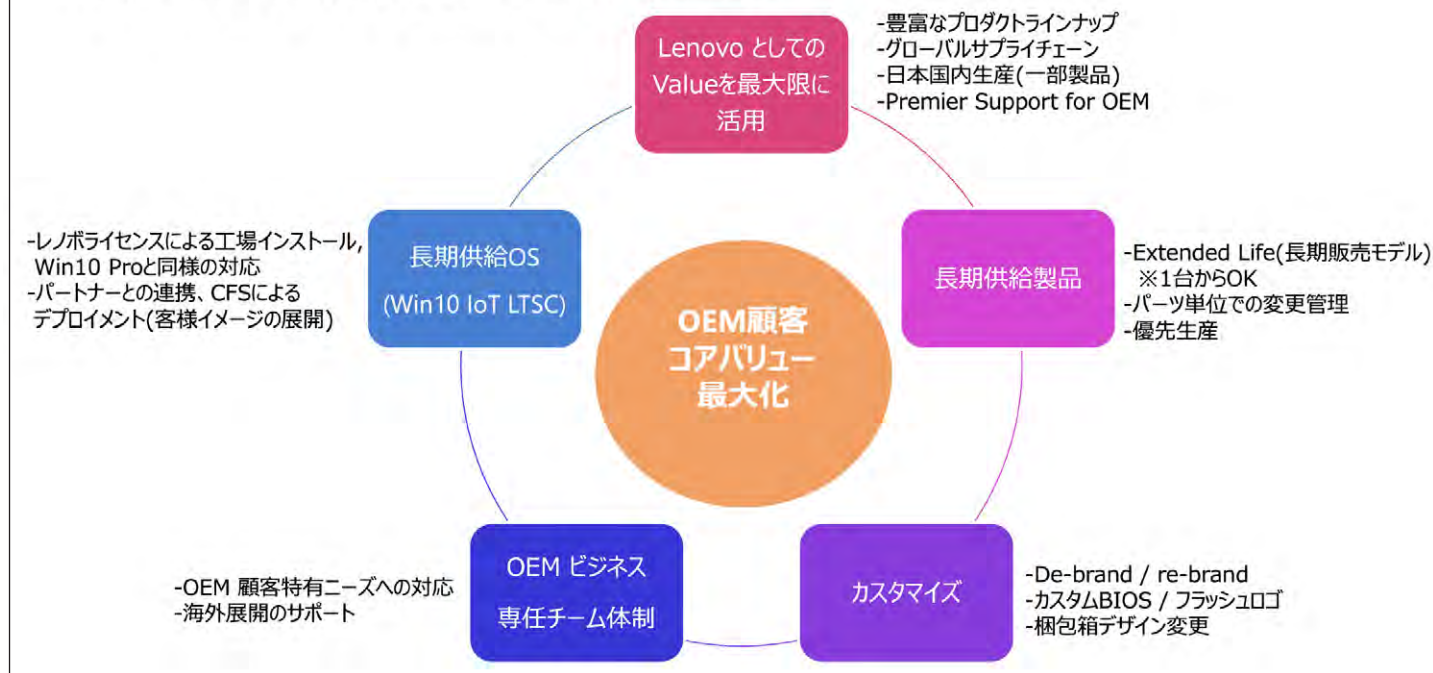 Lenovo としての
Valueを最大限に
活用
-豊富なプロダクトラインナップ
-グローバルサプライチェーン
-日本国内生産(一部製品)
-Premier Support for OEM
-レノボライセンスによる工場インストール,
Win10 Proと同様の対応
-パートナーとの連携、CFSによる
デプロイメント(客様イメージの展開)
長期供給OS
(Win10 IoT LTSC)
OEM顧客
コアバリュー
最大化
長期供給製品
-Extended Life(長期販売モデル)
※1台からOK
-パーツ単位での変更管理
-優先生産
-OEM 顧客特有ニーズへの対応
-海外展開のサポート
OEM ビジネス
専任チーム体制
カスタマイズ
-De-brand / re-brand
-カスタムBIOS / フラッシュロゴ
-梱包箱デザイン変更